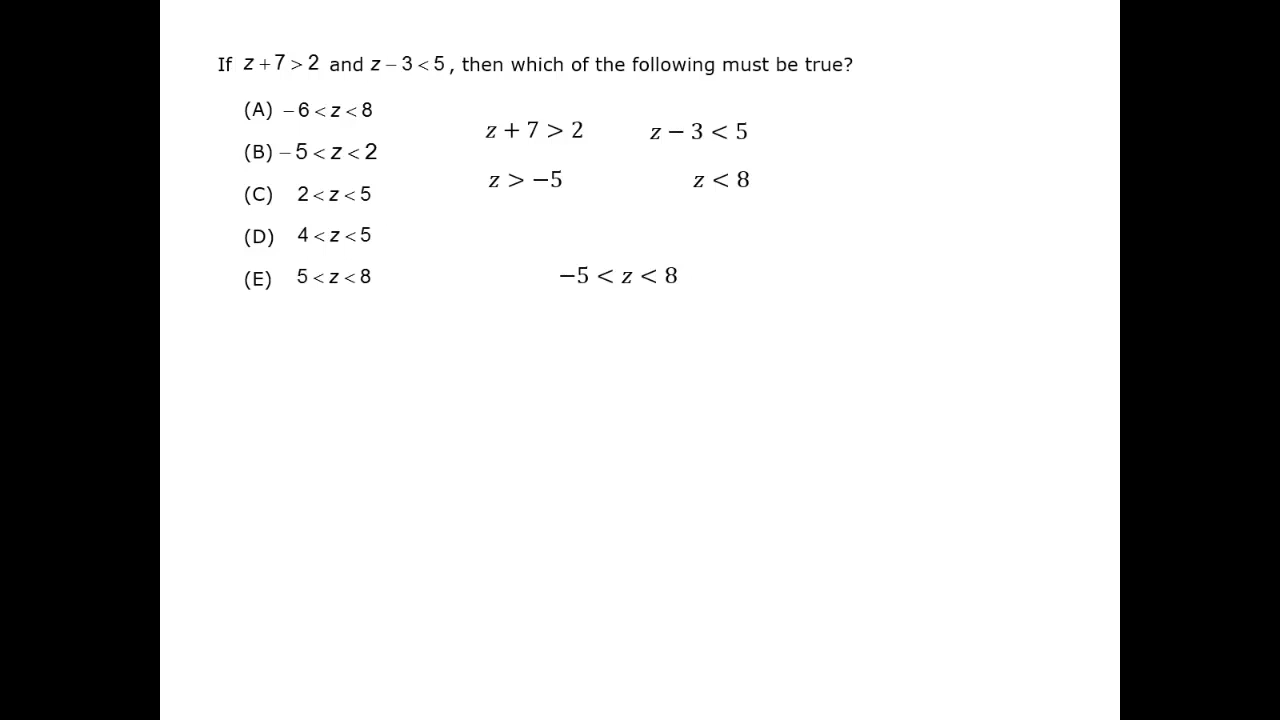 If z + 7 > 2 and z − 3 < 5, then which of the following must be true?
(A) − 6 < z < 8
(B) − 5 < z < 2
(C) 2 < z < 5
(D) 4 < z < 5
(E) 5 < z < 8
z + 7 > 2 z − 3 < 5
z > −5 z < 8
−5 < z < 8